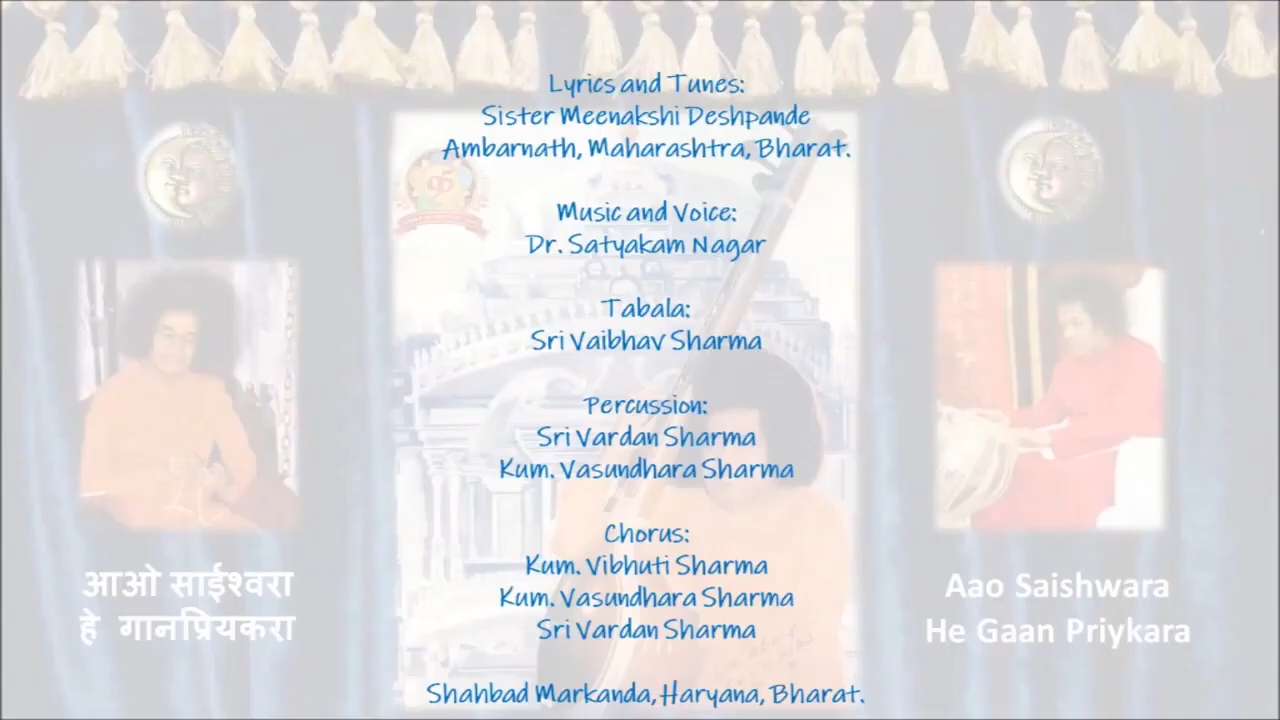 Lyrics and Tunes:
Sister Meenakshi Deshpande
Ambarnath, Maharashtra, Bharat.
95
Music and Voice:
Dr. Satyakam Nagar
Tabala:
Sri Vaibhav Sharma
Percussion:
Sri Vardan Sharma
Kum. Vasundhara Sharma
Chorus:
Kum. Vibhuti Sharma
Kum. Vasundhara Sharma
Sri Vardan Sharma
Shahbad Markanda, Haryana, Bharat.
आओ साईश्वरा
हे गानप्रियकरा
Aao Saishwara
He Gaan Priykara